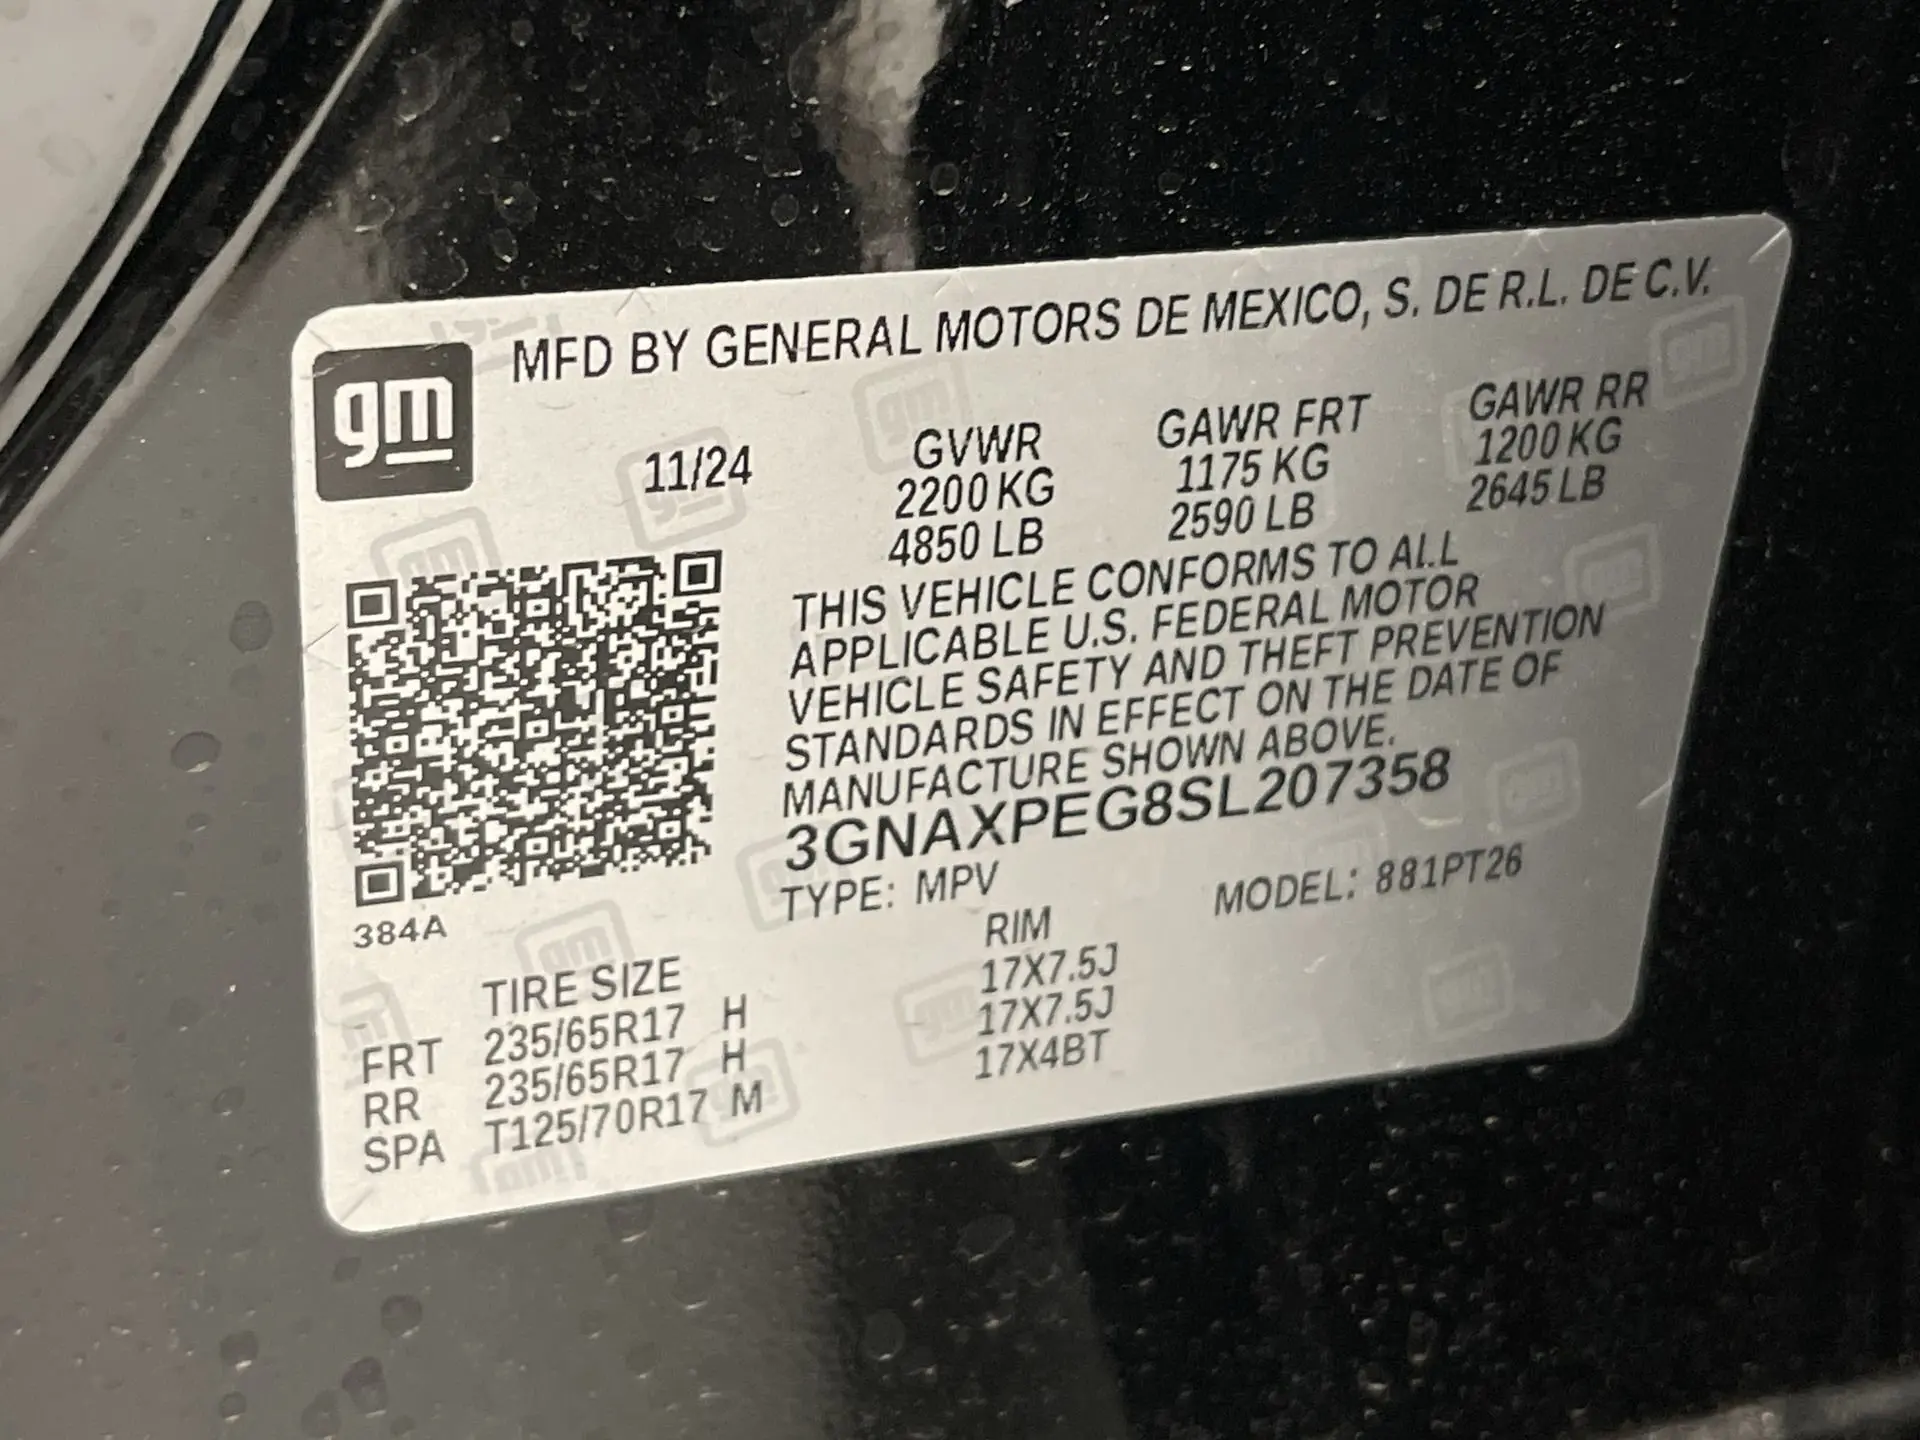 MFD BY GENERAL MOTORS DE MEXICO, S. DE R.L. DE C.V.
gm
11/24
GVWR GAWR FRT GAWR RR
2200 KG 1175 KG 1200 KG
4850 LB 2590 LB 2645 LB
THIS VEHICLE CONFORMS TO ALL
APPLICABLE U.S. FEDERAL MOTOR
VEHICLE SAFETY AND THEFT PREVENTION
STANDARDS IN EFFECT ON THE DATE OF
MANUFACTURE SHOWN ABOVE.
3GNAXPEG8SL207358
TYPE: MPV MODEL: 881PT26
384A
TIRE SIZE RIM
FRT 235/65R17 H 17X7.5J
RR 235/65R17 H 17X7.5J
SPA T125/70R17 M 17X4BT